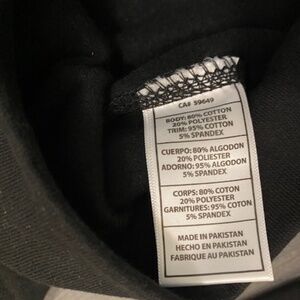 CA# 59649
BODY: 80% COTTON
20% POLYESTER
TRIM: 95% COTTON
5% SPANDEX
CUERPO: 80% ALGODON
20% POLIESTER
ADORNO: 95% ALGODON
5% SPANDEX
CORPS: 80% COTON
20% POLYESTER
GARNITURES: 95% COTON
5% SPANDEX
MADE IN PAKISTAN
HECHO EN PAKISTAN
FABRIQUE AU PAKISTAN